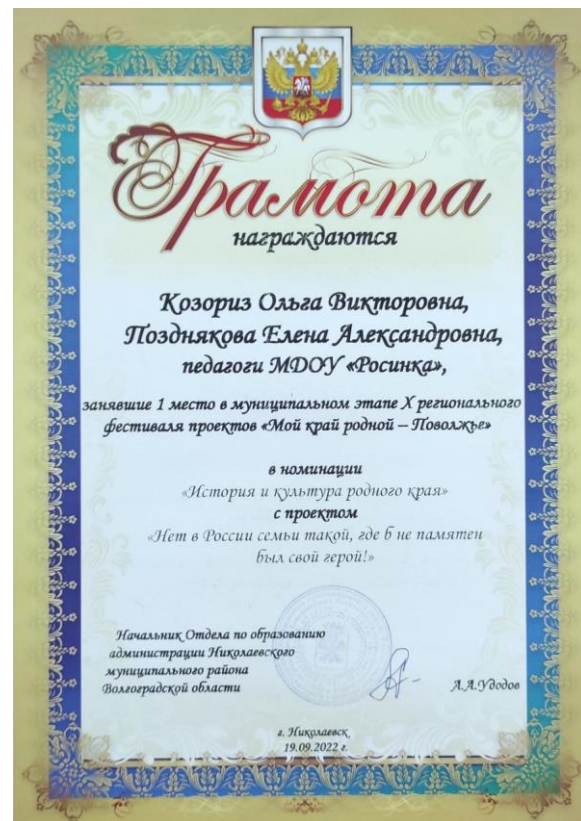 Грамота
награждаются
Козориз Ольга Викторовна,
Позднякова Елена Александровна,
педагоги МДОУ «Росинка»,
занявшие 1 место в муниципальном этапе X регионального
фестиваля проектов «Мой край родной – Поволжье»
в номинации
«История и культура родного края»
с проектом
«Нет в России семьи такой, где б не памятен
был свой герой!»
Начальник Отдела по образованию
администрации Николаевского
муниципального района
Волгоградской области
А.А.Удодов
г. Николаевск,
19.09.2022 г.